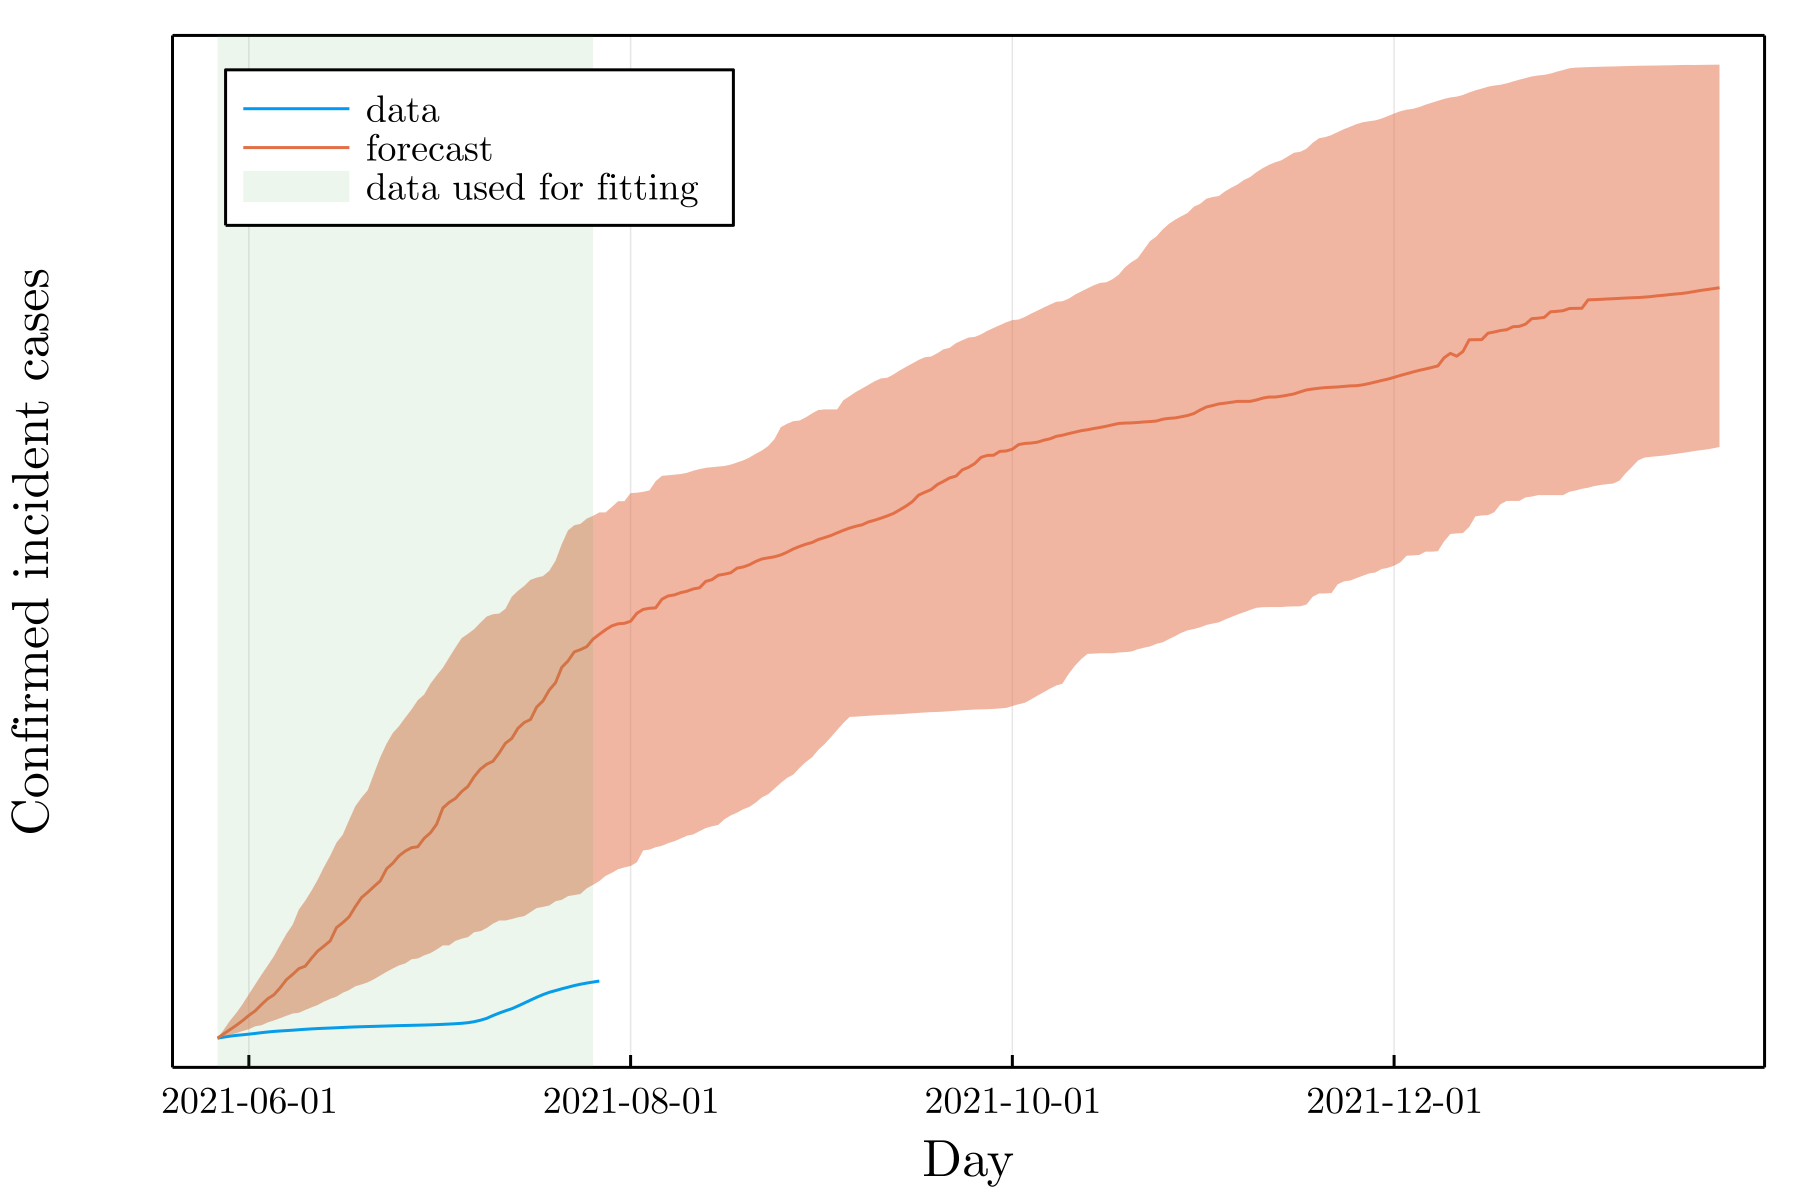 data
forecast
data used for fitting
Confirmed incident cases
2021-06-01
2021-08-01
2021-10-01
2021-12-01
Day